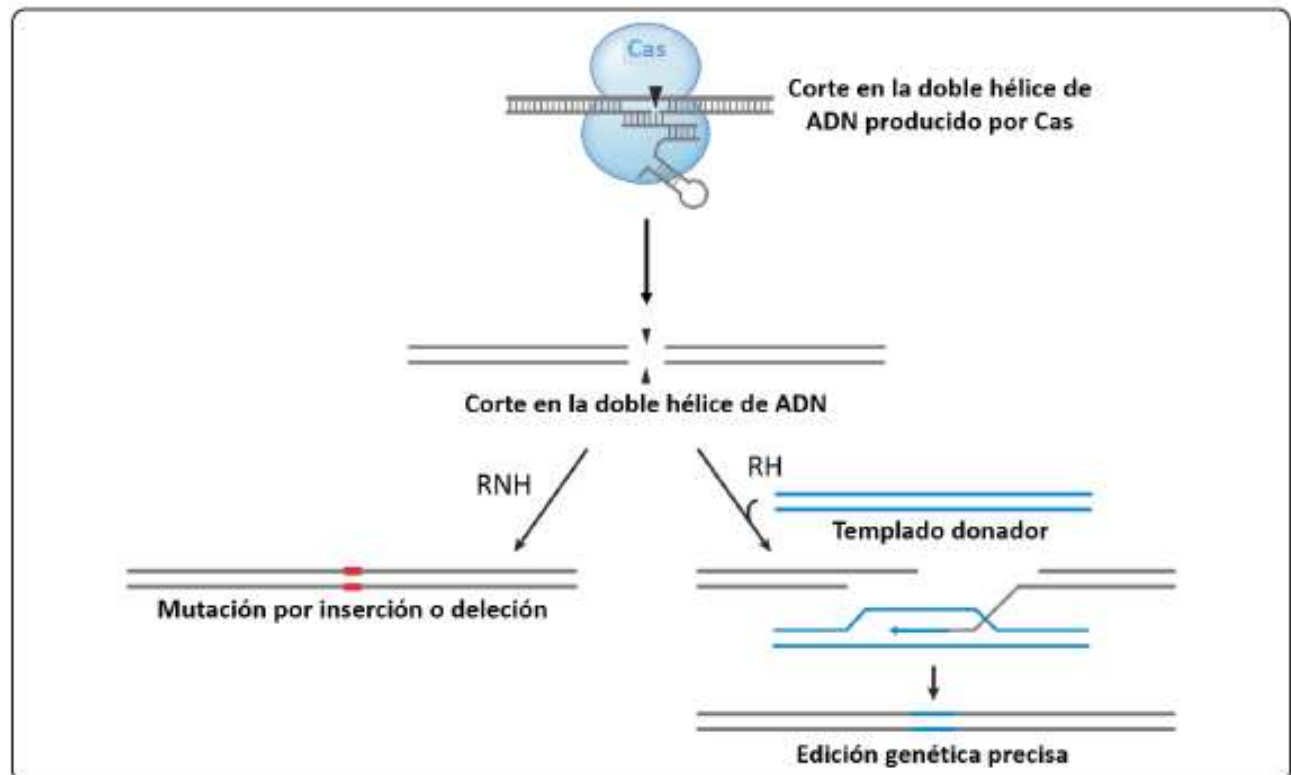 Cas
Corte en la doble hélice de
ADN producido por Cas
Corte en la doble hélice de ADN
RNH
RH
Templado donador
Mutación por inserción o deleción
Edición genética precisa